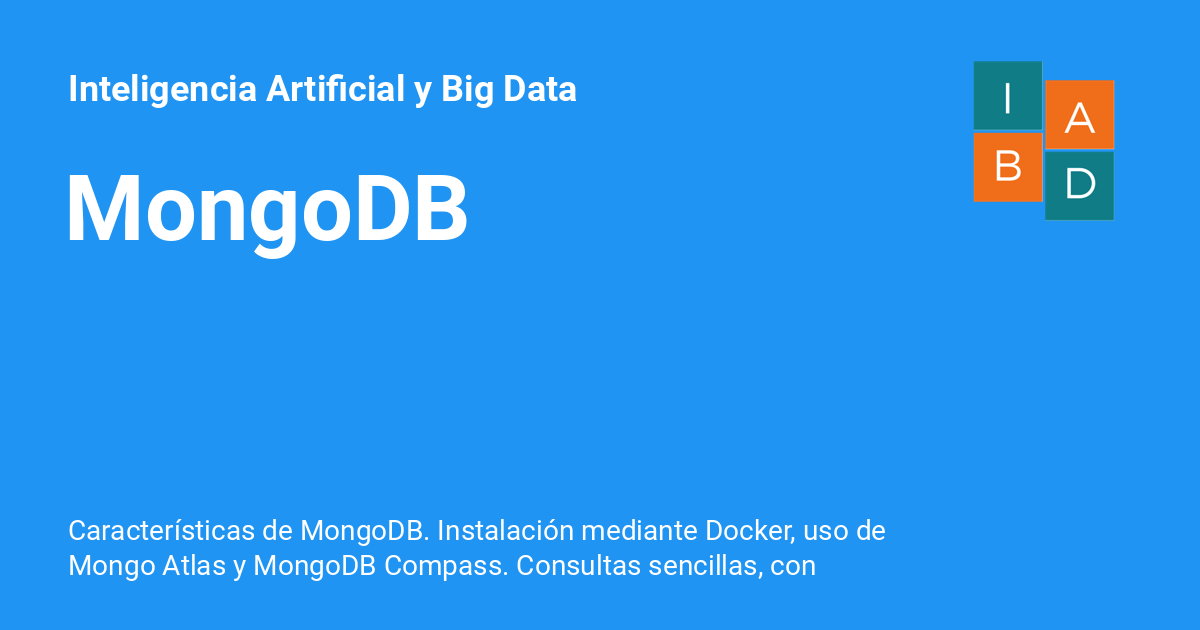 Inteligencia Artificial y Big Data
I
A
B
D
MongoDB
Características de MongoDB. Instalación mediante Docker, uso de
Mongo Atlas y MongoDB Compass. Consultas sencillas, con